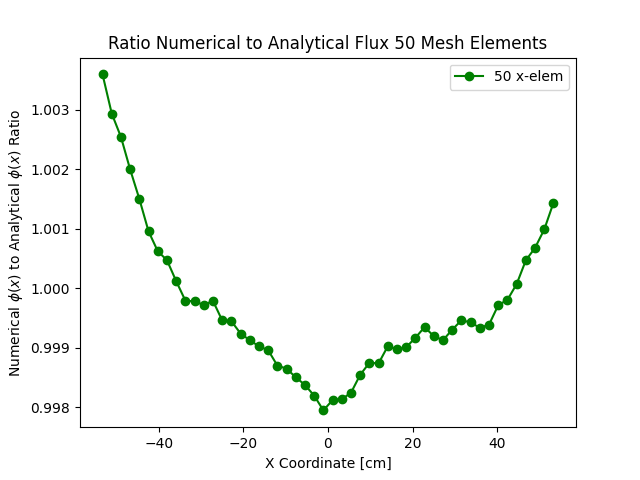 Ratio Numerical to Analytical Flux 50 Mesh Elements
50 x-elem
Numerical ϕ(x) to Analytical ϕ(x) Ratio
1.003
1.002
1.001
1.000
0.999
0.998
−40
−20
0
20
40
X Coordinate [cm]